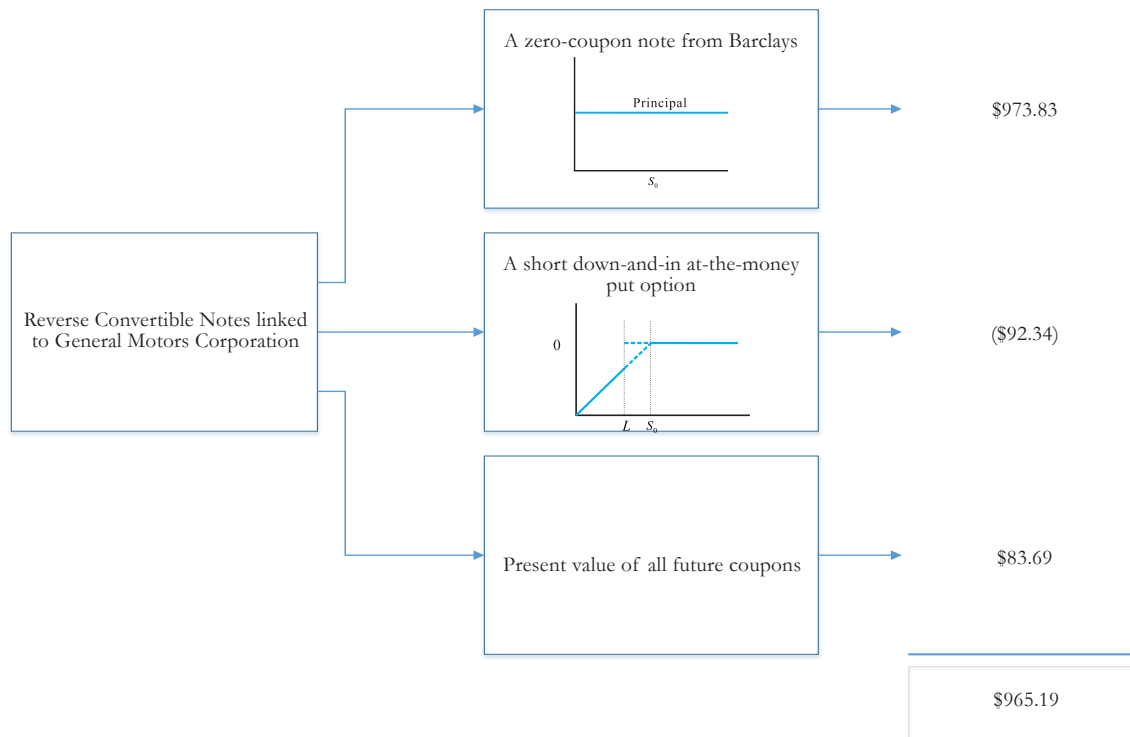 A zero-coupon note from Barclays
Principal
S₀
$973.83
Reverse Convertible Notes linked
to General Motors Corporation
A short down-and-in at-the-money
put option
0
L S₀
($92.34)
Present value of all future coupons
$83.69
$965.19